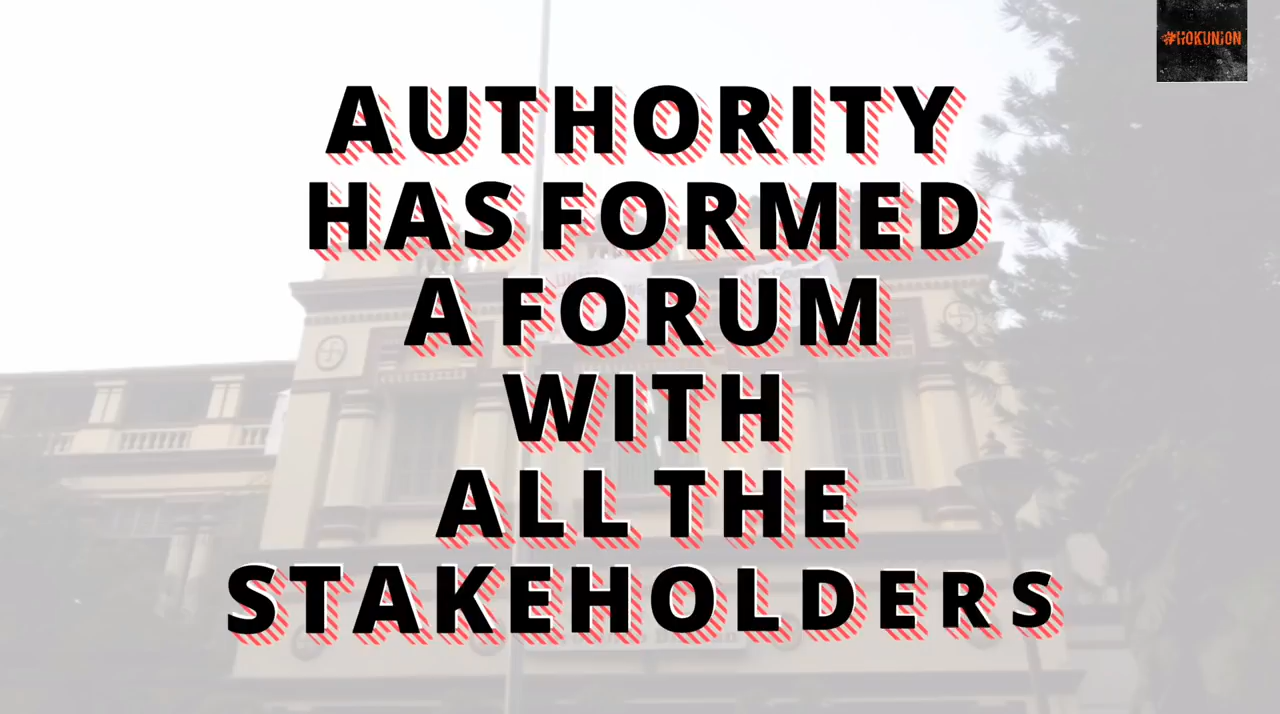 #HOKUNION
AUTHORITY
HAS FORMED
A FORUM
WITH
ALL THE
STAKEHOLDERS